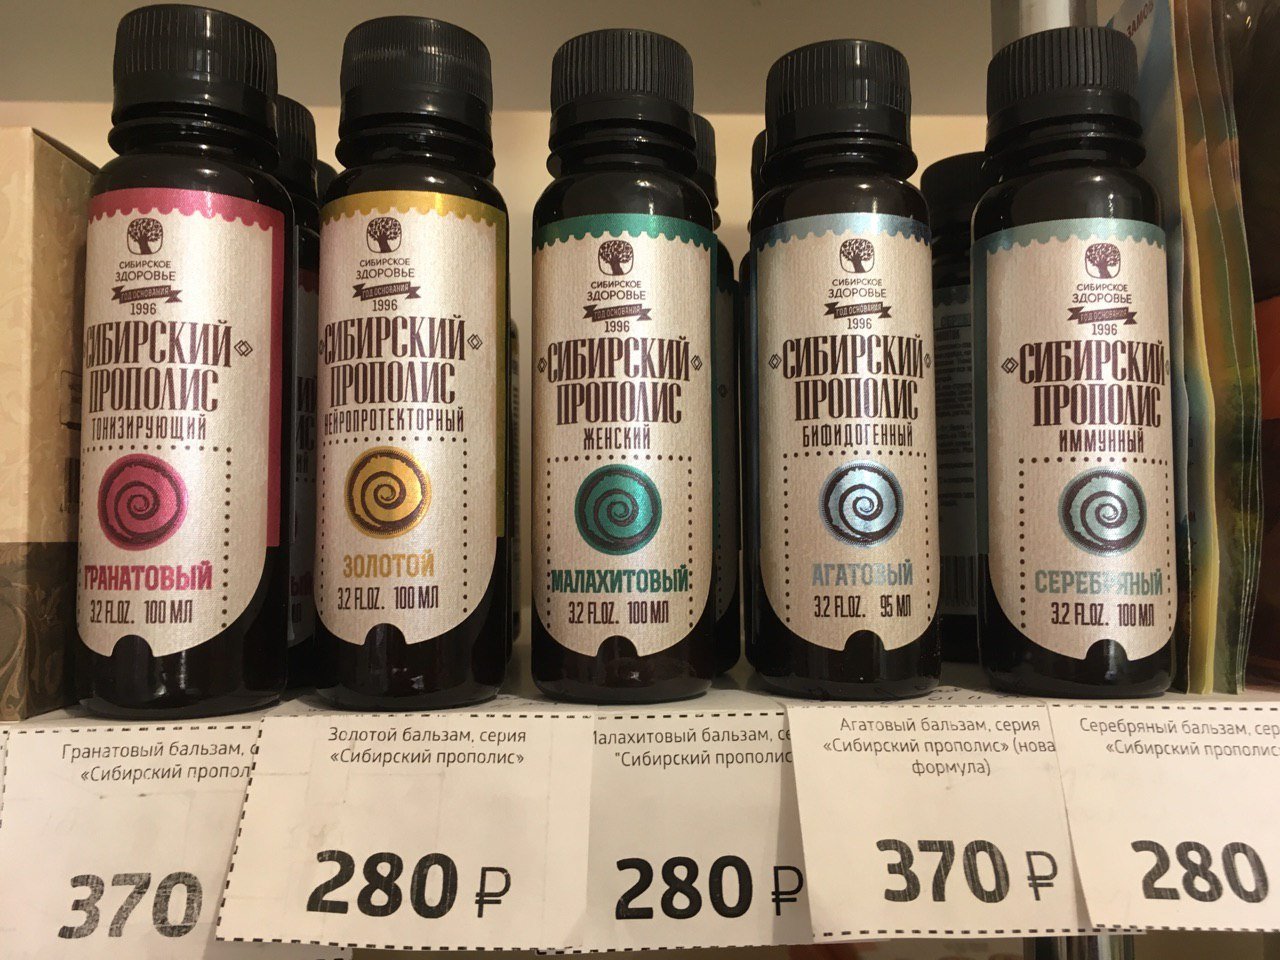 СИБИРСКОЕ
ЗДОРОВЬЕ
ГОД ОСНОВАНИЯ
1996
СИБИРСКИЙ
ПРОПОЛИС
ТОНИЗИРУЮЩИЙ
ГРАНАТОВЫЙ
3.2 FL.OZ. 100 МЛ
СИБИРСКОЕ
ЗДОРОВЬЕ
ГОД ОСНОВАНИЯ
1996
СИБИРСКИЙ
ПРОПОЛИС
НЕЙРОПРОТЕКТОРНЫЙ
ЗОЛОТОЙ
3.2 FL.OZ. 100 МЛ
СИБИРСКОЕ
ЗДОРОВЬЕ
ГОД ОСНОВАНИЯ
1996
СИБИРСКИЙ
ПРОПОЛИС
ЖЕНСКИЙ
МАЛАХИТОВЫЙ
3.2 FL.OZ. 100 МЛ
СИБИРСКОЕ
ЗДОРОВЬЕ
ГОД ОСНОВАНИЯ
1996
СИБИРСКИЙ
ПРОПОЛИС
БИФИДОГЕННЫЙ
АГАТОВЫЙ
3.2 FL.OZ. 95 МЛ
СИБИРСКОЕ
ЗДОРОВЬЕ
ГОД ОСНОВАНИЯ
1996
СИБИРСКИЙ
ПРОПОЛИС
ИММУННЫЙ
СЕРЕБРЯНЫЙ
3.2 FL.OZ. 100 МЛ
Гранатовый бальзам, с
«Сибирский пропол
370
Золотой бальзам, серия
«Сибирский прополис»
280 ₽
Малахитовый бальзам, се
"Сибирский прополис
280 ₽
Агатовый бальзам, серия
«Сибирский прополис» (нова
формула)
370 ₽
Серебряный бальзам, сер
«Сибирский прополис
280